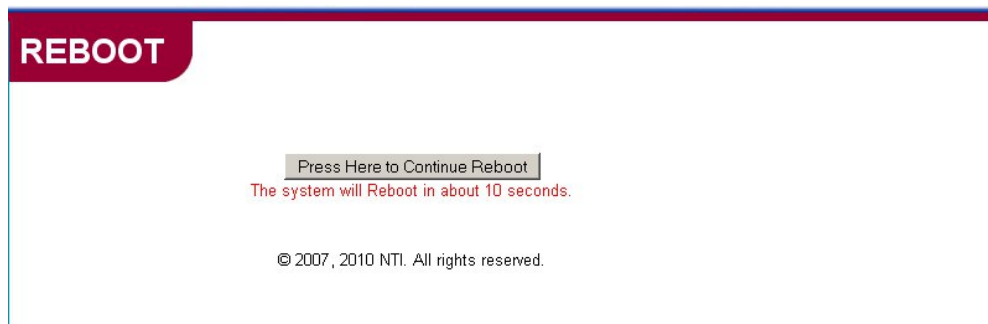 REBOOT
Press Here to Continue Reboot
The system will Reboot in about 10 seconds.
© 2007, 2010 NTI. All rights reserved.